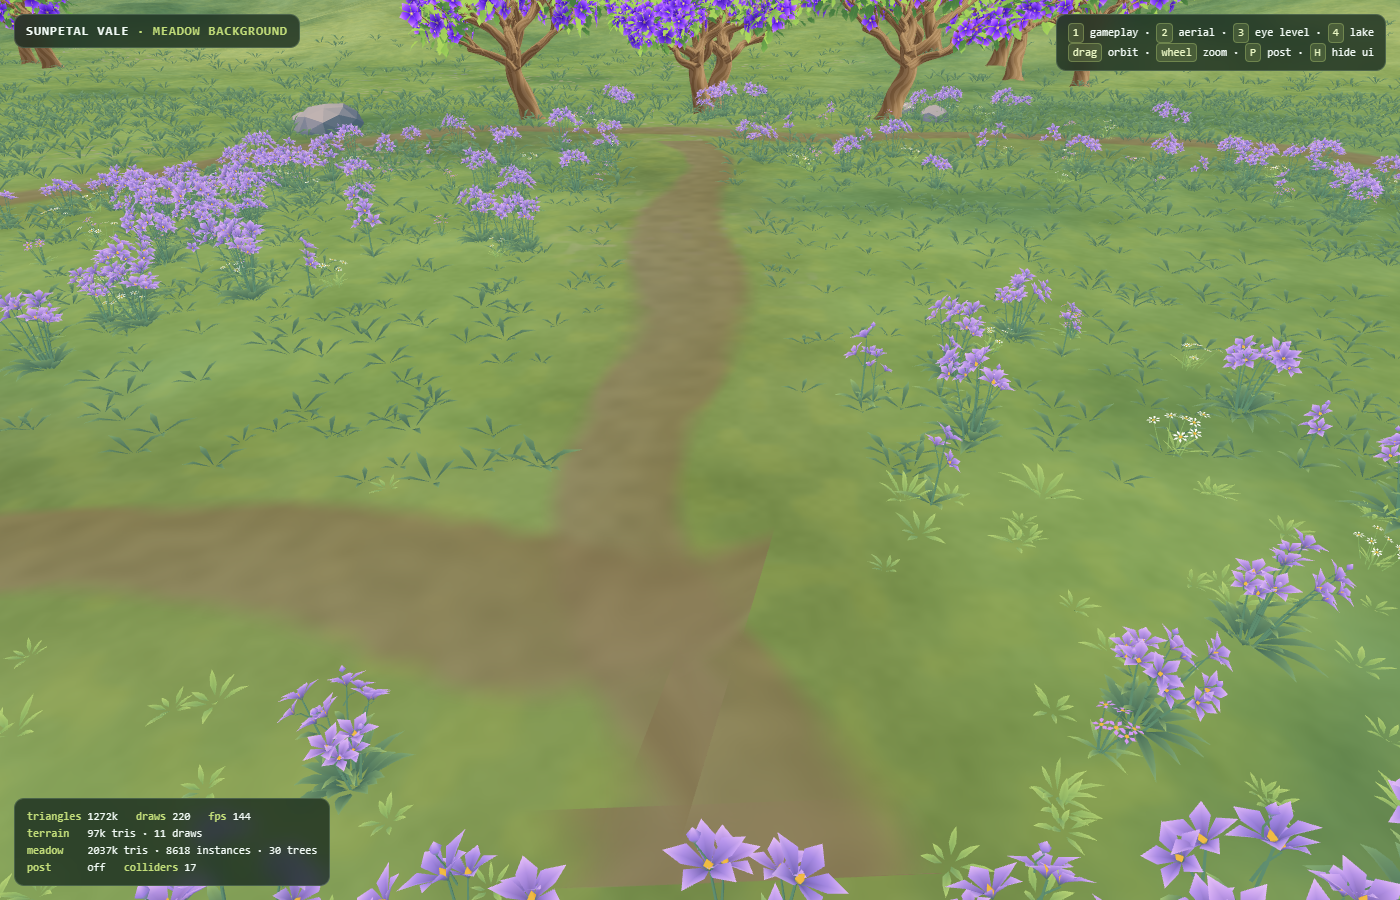 SUNPETAL VALE · MEADOW BACKGROUND
1 gameplay · 2 aerial · 3 eye level · 4 lake
drag orbit · wheel zoom · P post · H hide ui
triangles 1272k draws 220 fps 144
terrain 97k tris · 11 draws
meadow 2037k tris · 8618 instances · 30 trees
post off colliders 17